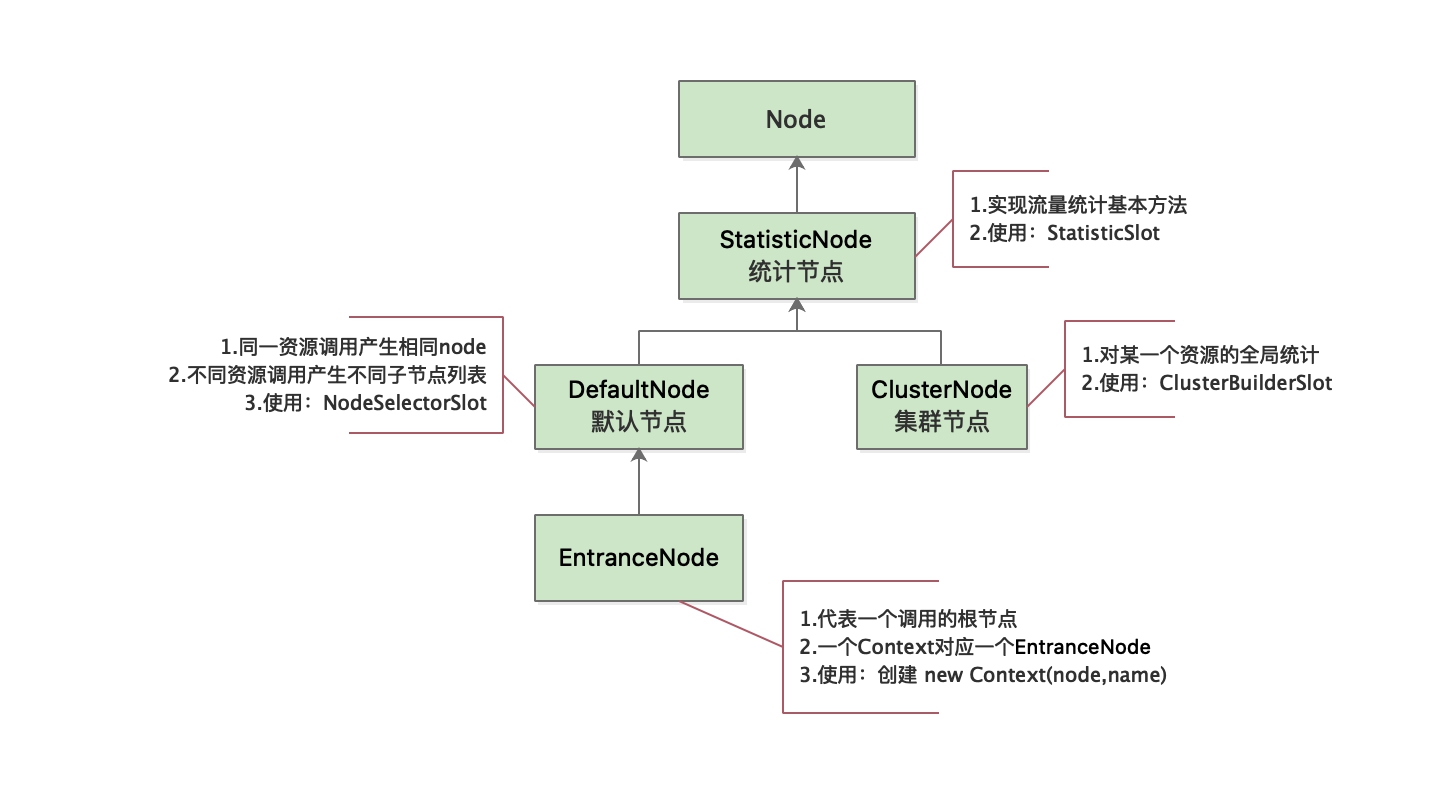 Node
StatisticNode
统计节点
1.实现流量统计基本方法
2.使用：StatisticSlot
1.同一资源调用产生相同node
2.不同资源调用产生不同子节点列表
3.使用：NodeSelectorSlot
DefaultNode
默认节点
ClusterNode
集群节点
1.对某一个资源的全局统计
2.使用：ClusterBuilderSlot
EntranceNode
1.代表一个调用的根节点
2.一个Context对应一个EntranceNode
3.使用：创建 new Context(node,name)